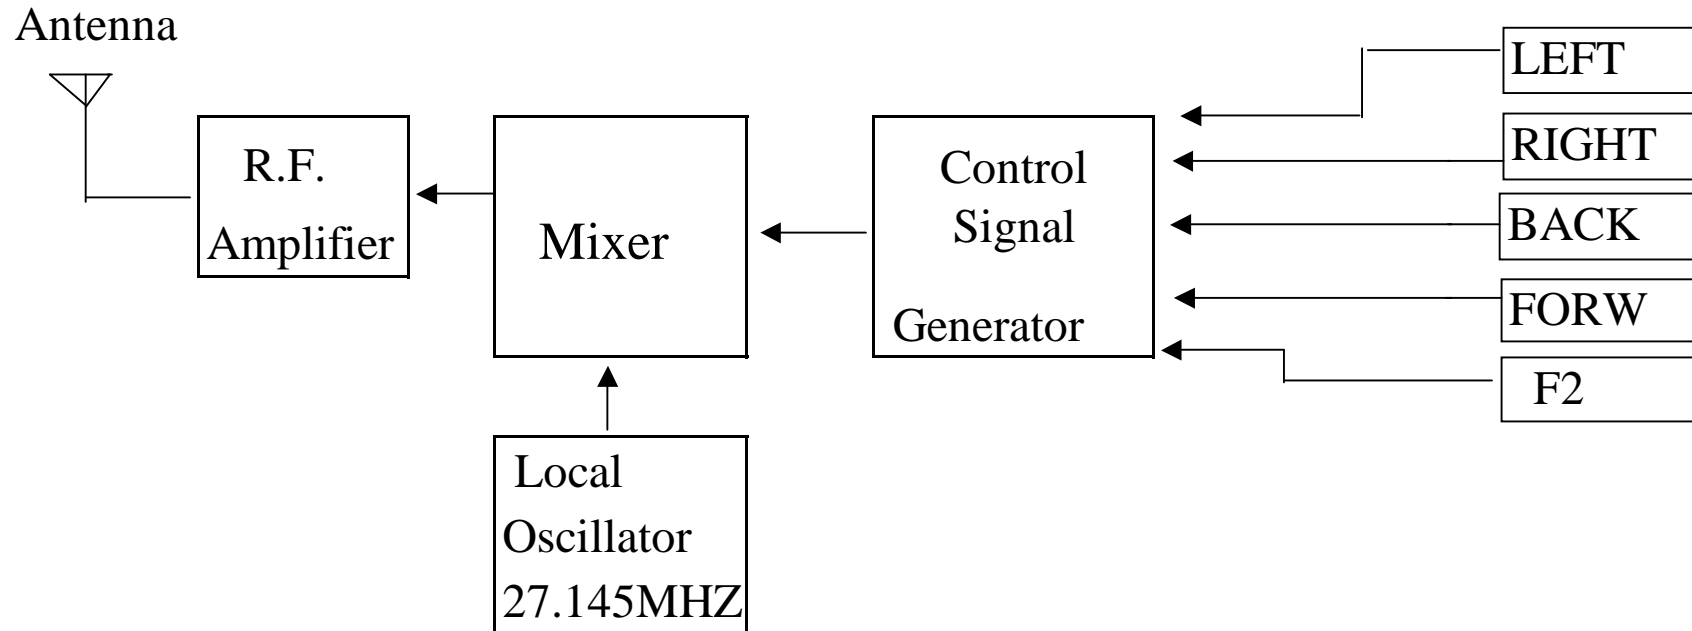 Antenna
R.F.
Amplifier
Mixer
Local
Oscillator
27.145MHZ
Control
Signal
Generator
LEFT
RIGHT
BACK
FORW
F2